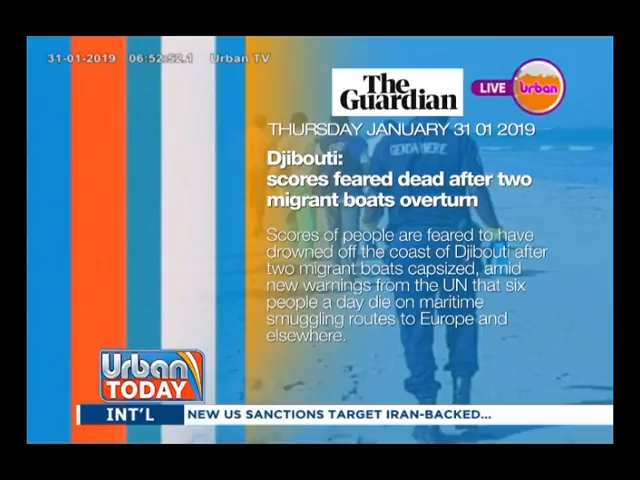 31-01-2019 06:52:52.1 Urban TV
The
Guardian
LIVE urban
THURSDAY JANUARY 31 01 2019
Djibouti:
scores feared dead after two
migrant boats overturn
GENDARMERIE
Scores of people are feared to have
drowned off the coast of Djibouti after
two migrant boats capsized, amid
new warnings from the UN that six
people a day die on maritime
smuggling routes to Europe and
elsewhere.
Urban
TODAY
INT'L NEW US SANCTIONS TARGET IRAN-BACKED...